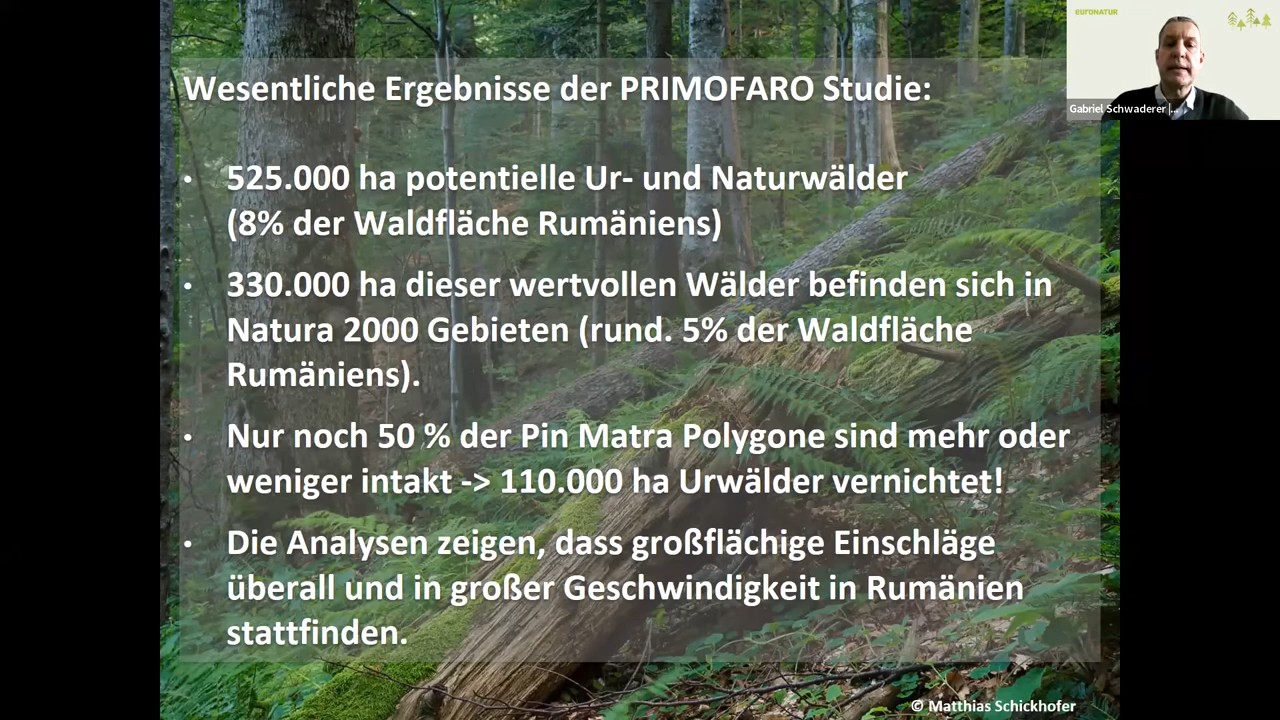 euronatur
Gabriel Schwaderer |...
Wesentliche Ergebnisse der PRIMOFARO Studie:
• 525.000 ha potentielle Ur- und Naturwälder
(8% der Waldfläche Rumäniens)
• 330.000 ha dieser wertvollen Wälder befinden sich in
Natura 2000 Gebieten (rund. 5% der Waldfläche
Rumäniens).
• Nur noch 50 % der Pin Matra Polygone sind mehr oder
weniger intakt -> 110.000 ha Urwälder vernichtet!
• Die Analysen zeigen, dass großflächige Einschläge
überall und in großer Geschwindigkeit in Rumänien
stattfinden.
© Matthias Schickhofer